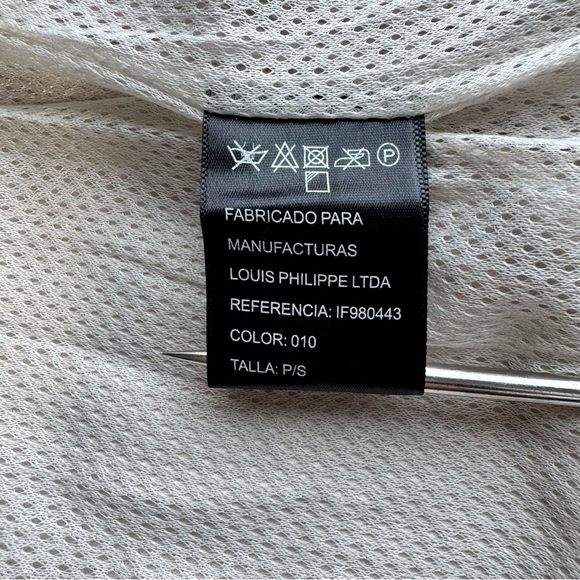 P
FABRICADO PARA
MANUFACTURAS
LOUIS PHILIPPE LTDA
REFERENCIA: IF980443
COLOR: 010
TALLA: P/S